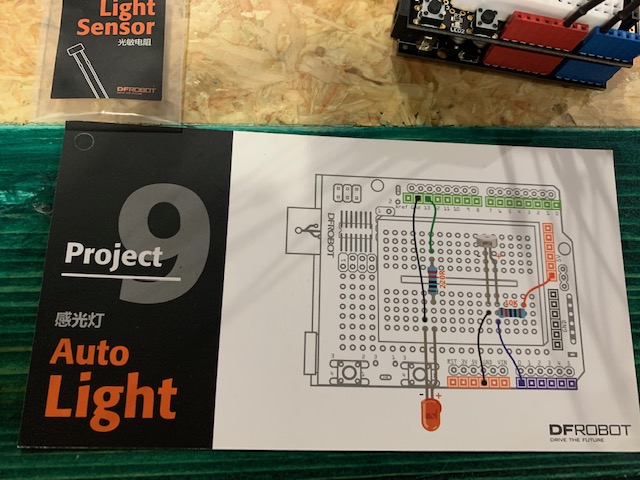 Project
9
感光灯
Auto
Light
DFROBOT
220R
GND
5V
DFROBOT
DRIVE THE FUTURE
Light
Sensor
光敏电阻
DFROBOT